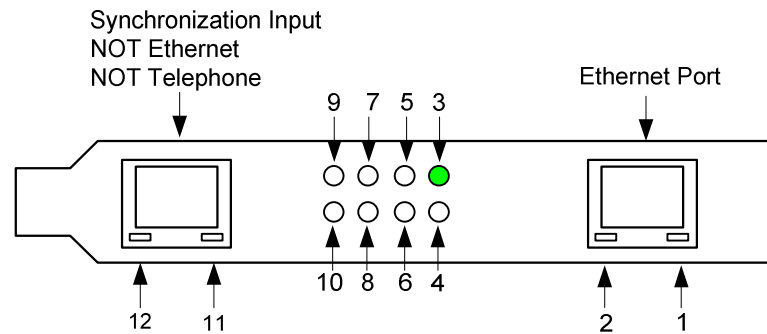 Synchronization Input
NOT Ethernet
NOT Telephone
Ethernet Port
9 7 5 3
10 8 6 4
12 11 2 1